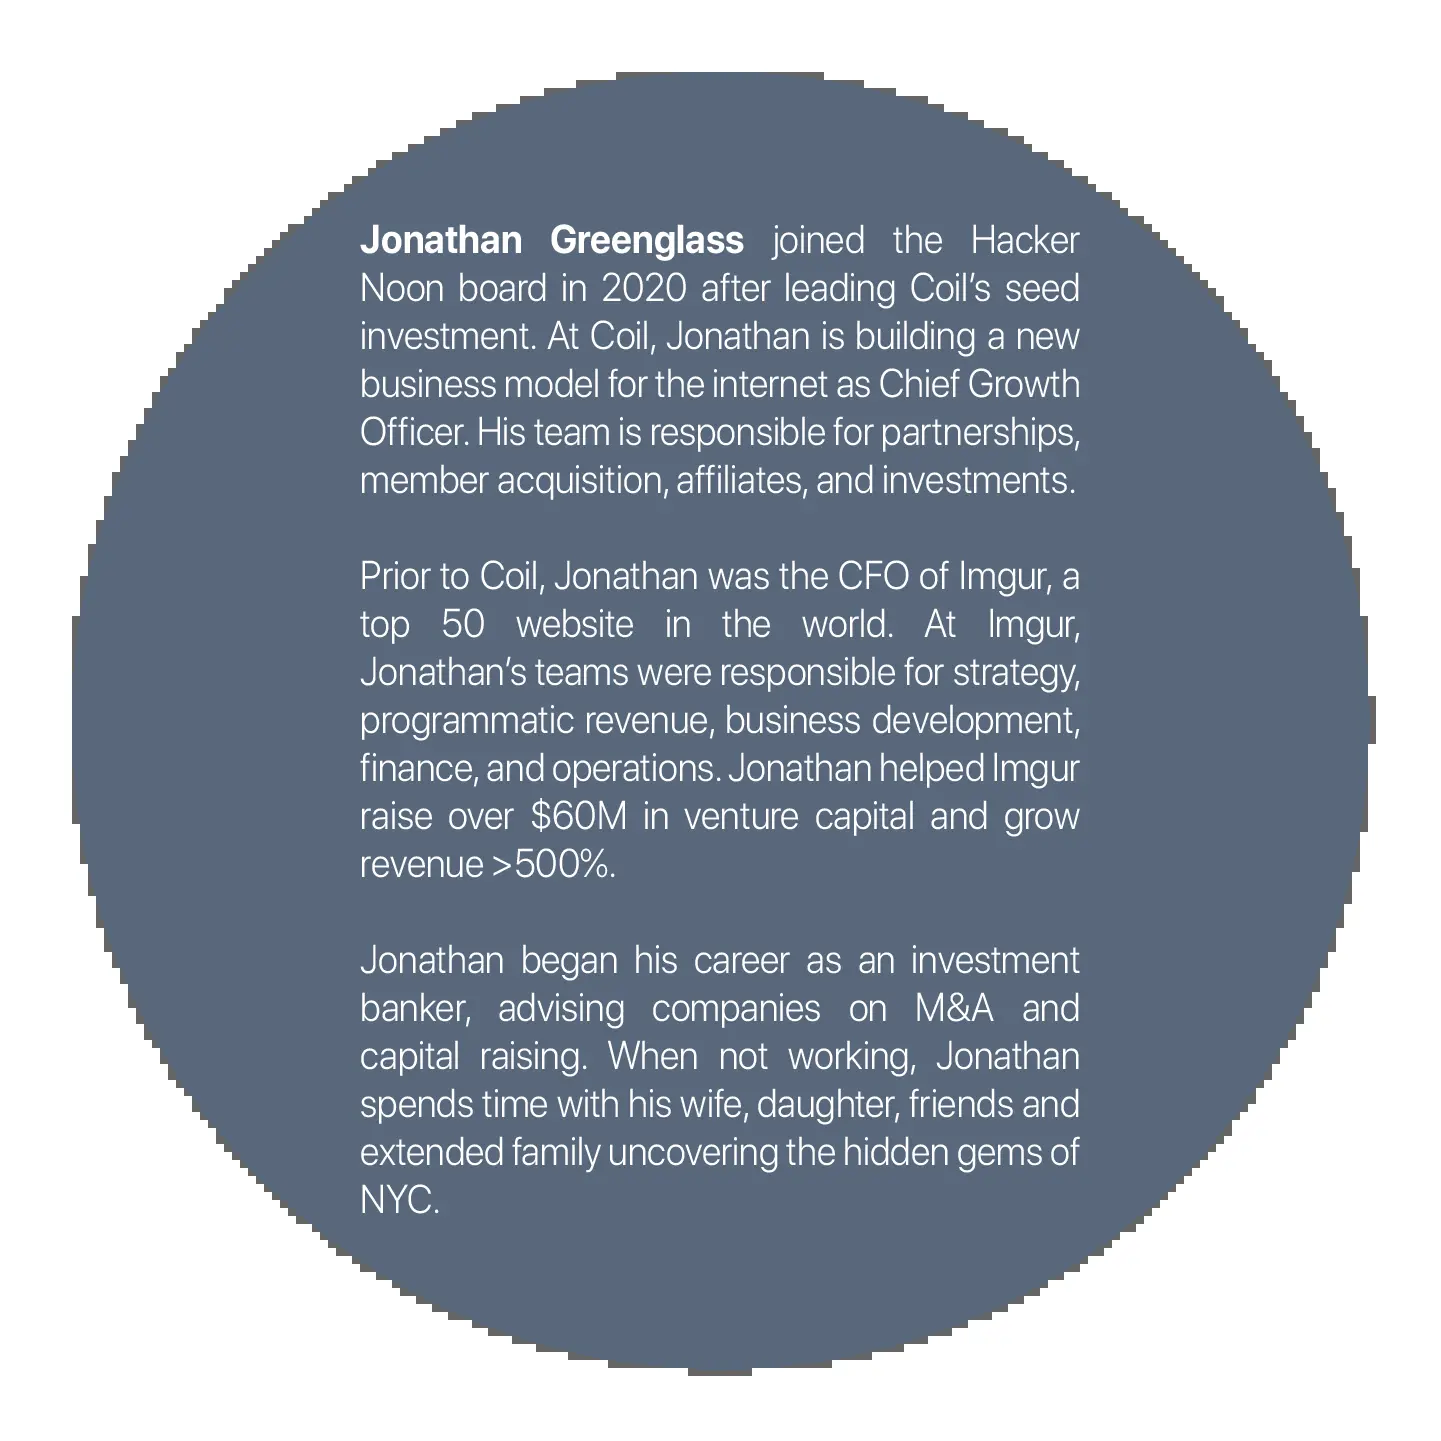 Jonathan Greenglass joined the Hacker
Noon board in 2020 after leading Coil’s seed
investment. At Coil, Jonathan is building a new
business model for the internet as Chief Growth
Officer. His team is responsible for partnerships,
member acquisition, affiliates, and investments.
Prior to Coil, Jonathan was the CFO of Imgur, a
top 50 website in the world. At Imgur,
Jonathan’s teams were responsible for strategy,
programmatic revenue, business development,
finance, and operations. Jonathan helped Imgur
raise over $60M in venture capital and grow
revenue >500%.
Jonathan began his career as an investment
banker, advising companies on M&A and
capital raising. When not working, Jonathan
spends time with his wife, daughter, friends and
extended family uncovering the hidden gems of
NYC.